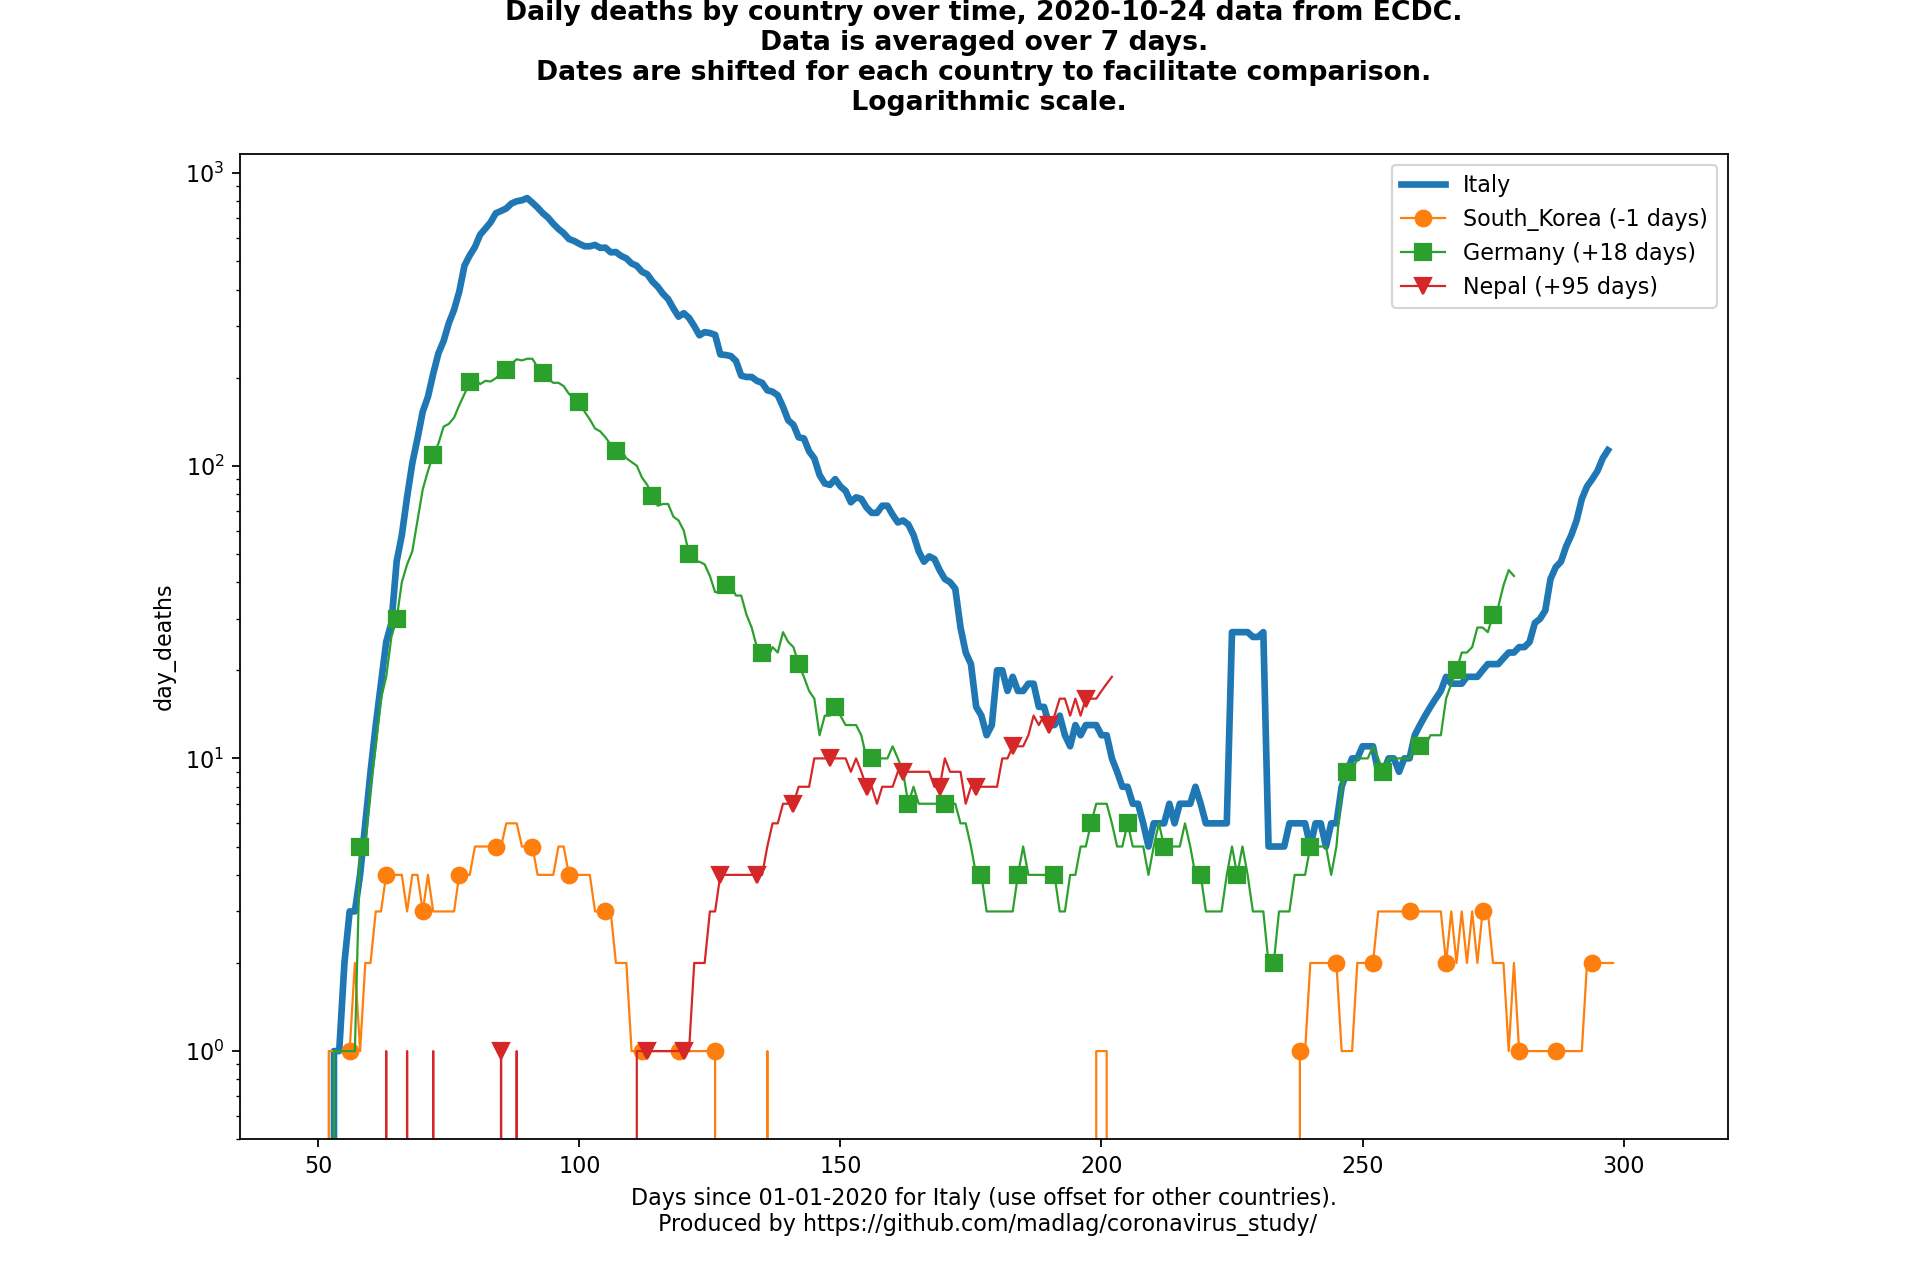 Daily deaths by country over time, 2020-10-24 data from ECDC.
Data is averaged over 7 days.
Dates are shifted for each country to facilitate comparison.
Logarithmic scale.
10³
10²
10¹
10⁰
day_deaths
Italy
South_Korea (-1 days)
Germany (+18 days)
Nepal (+95 days)
50 100 150 200 250 300
Days since 01-01-2020 for Italy (use offset for other countries).
Produced by https://github.com/madlag/coronavirus_study/